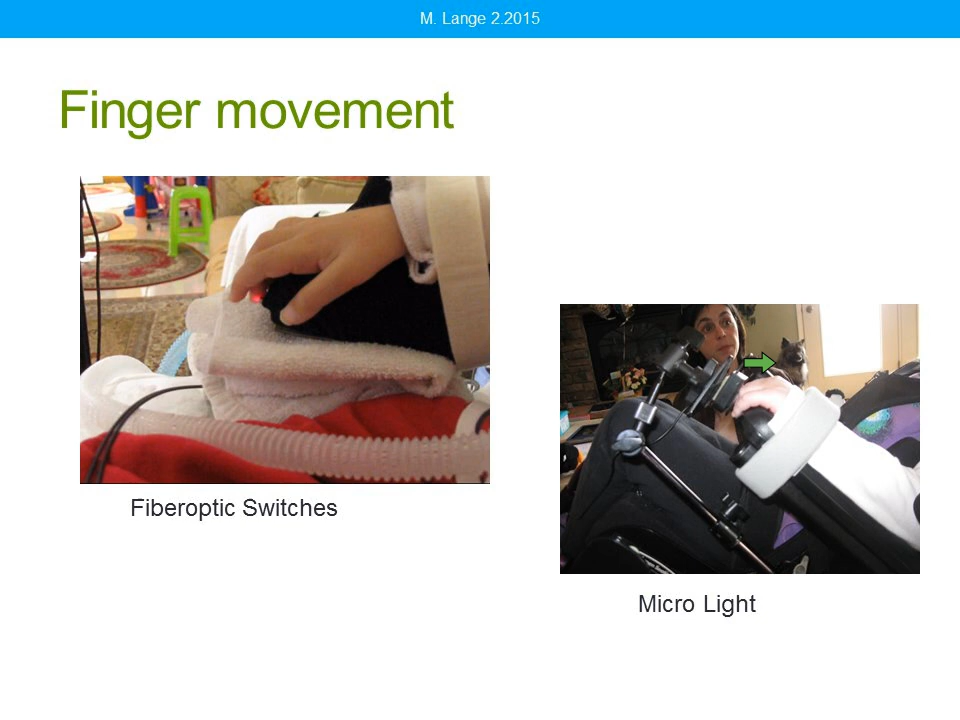 M. Lange 2.2015
Finger movement
Fiberoptic Switches
Micro Light